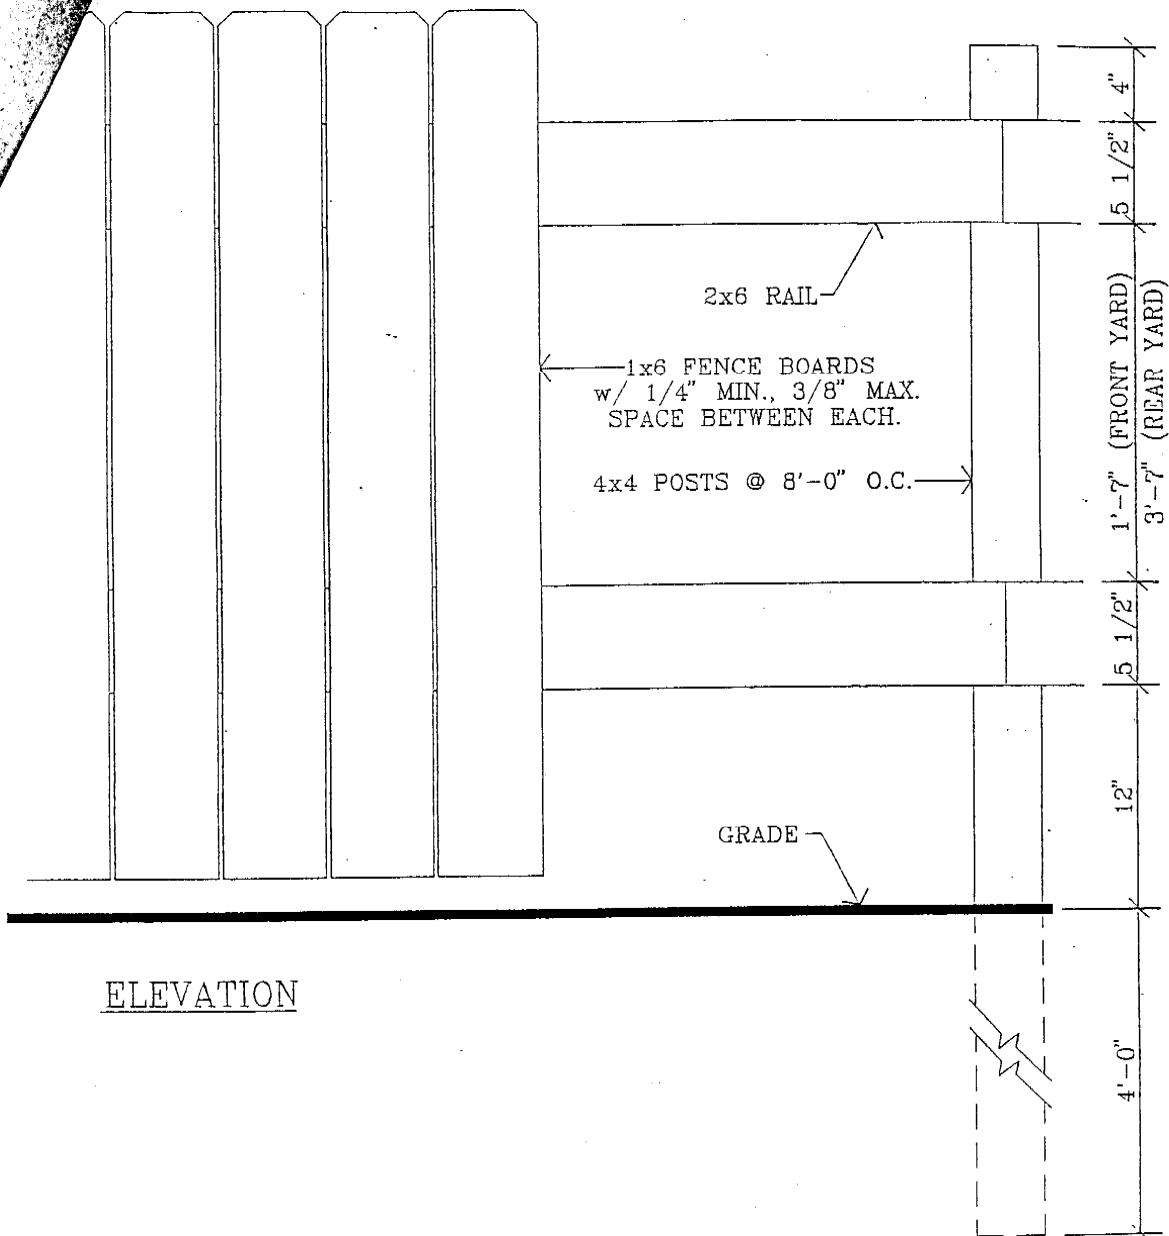 4"
5 1/2"
2x6 RAIL
1x6 FENCE BOARDS
w/ 1/4" MIN., 3/8" MAX.
SPACE BETWEEN EACH.
4x4 POSTS @ 8'-0" O.C.
1'-7" (FRONT YARD)
3'-7" (REAR YARD)
5 1/2"
12"
GRADE
ELEVATION
4'-0"